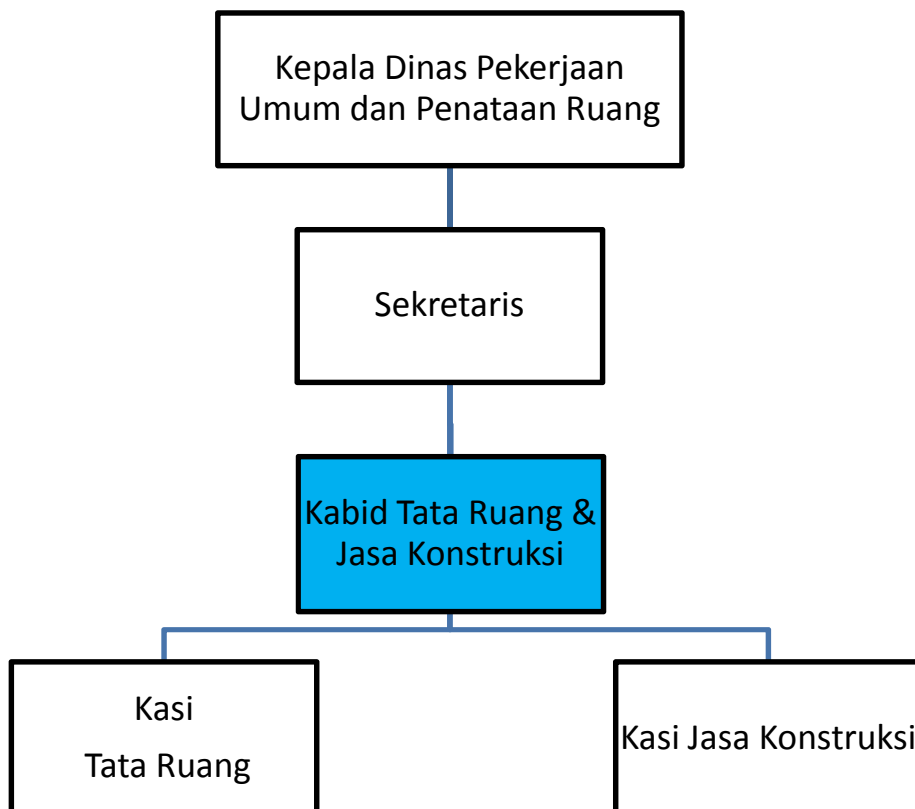 Kepala Dinas Pekerjaan
Umum dan Penataan Ruang
Sekretaris
Kabid Tata Ruang &
Jasa Konstruksi
Kasi
Tata Ruang
Kasi Jasa Konstruksi